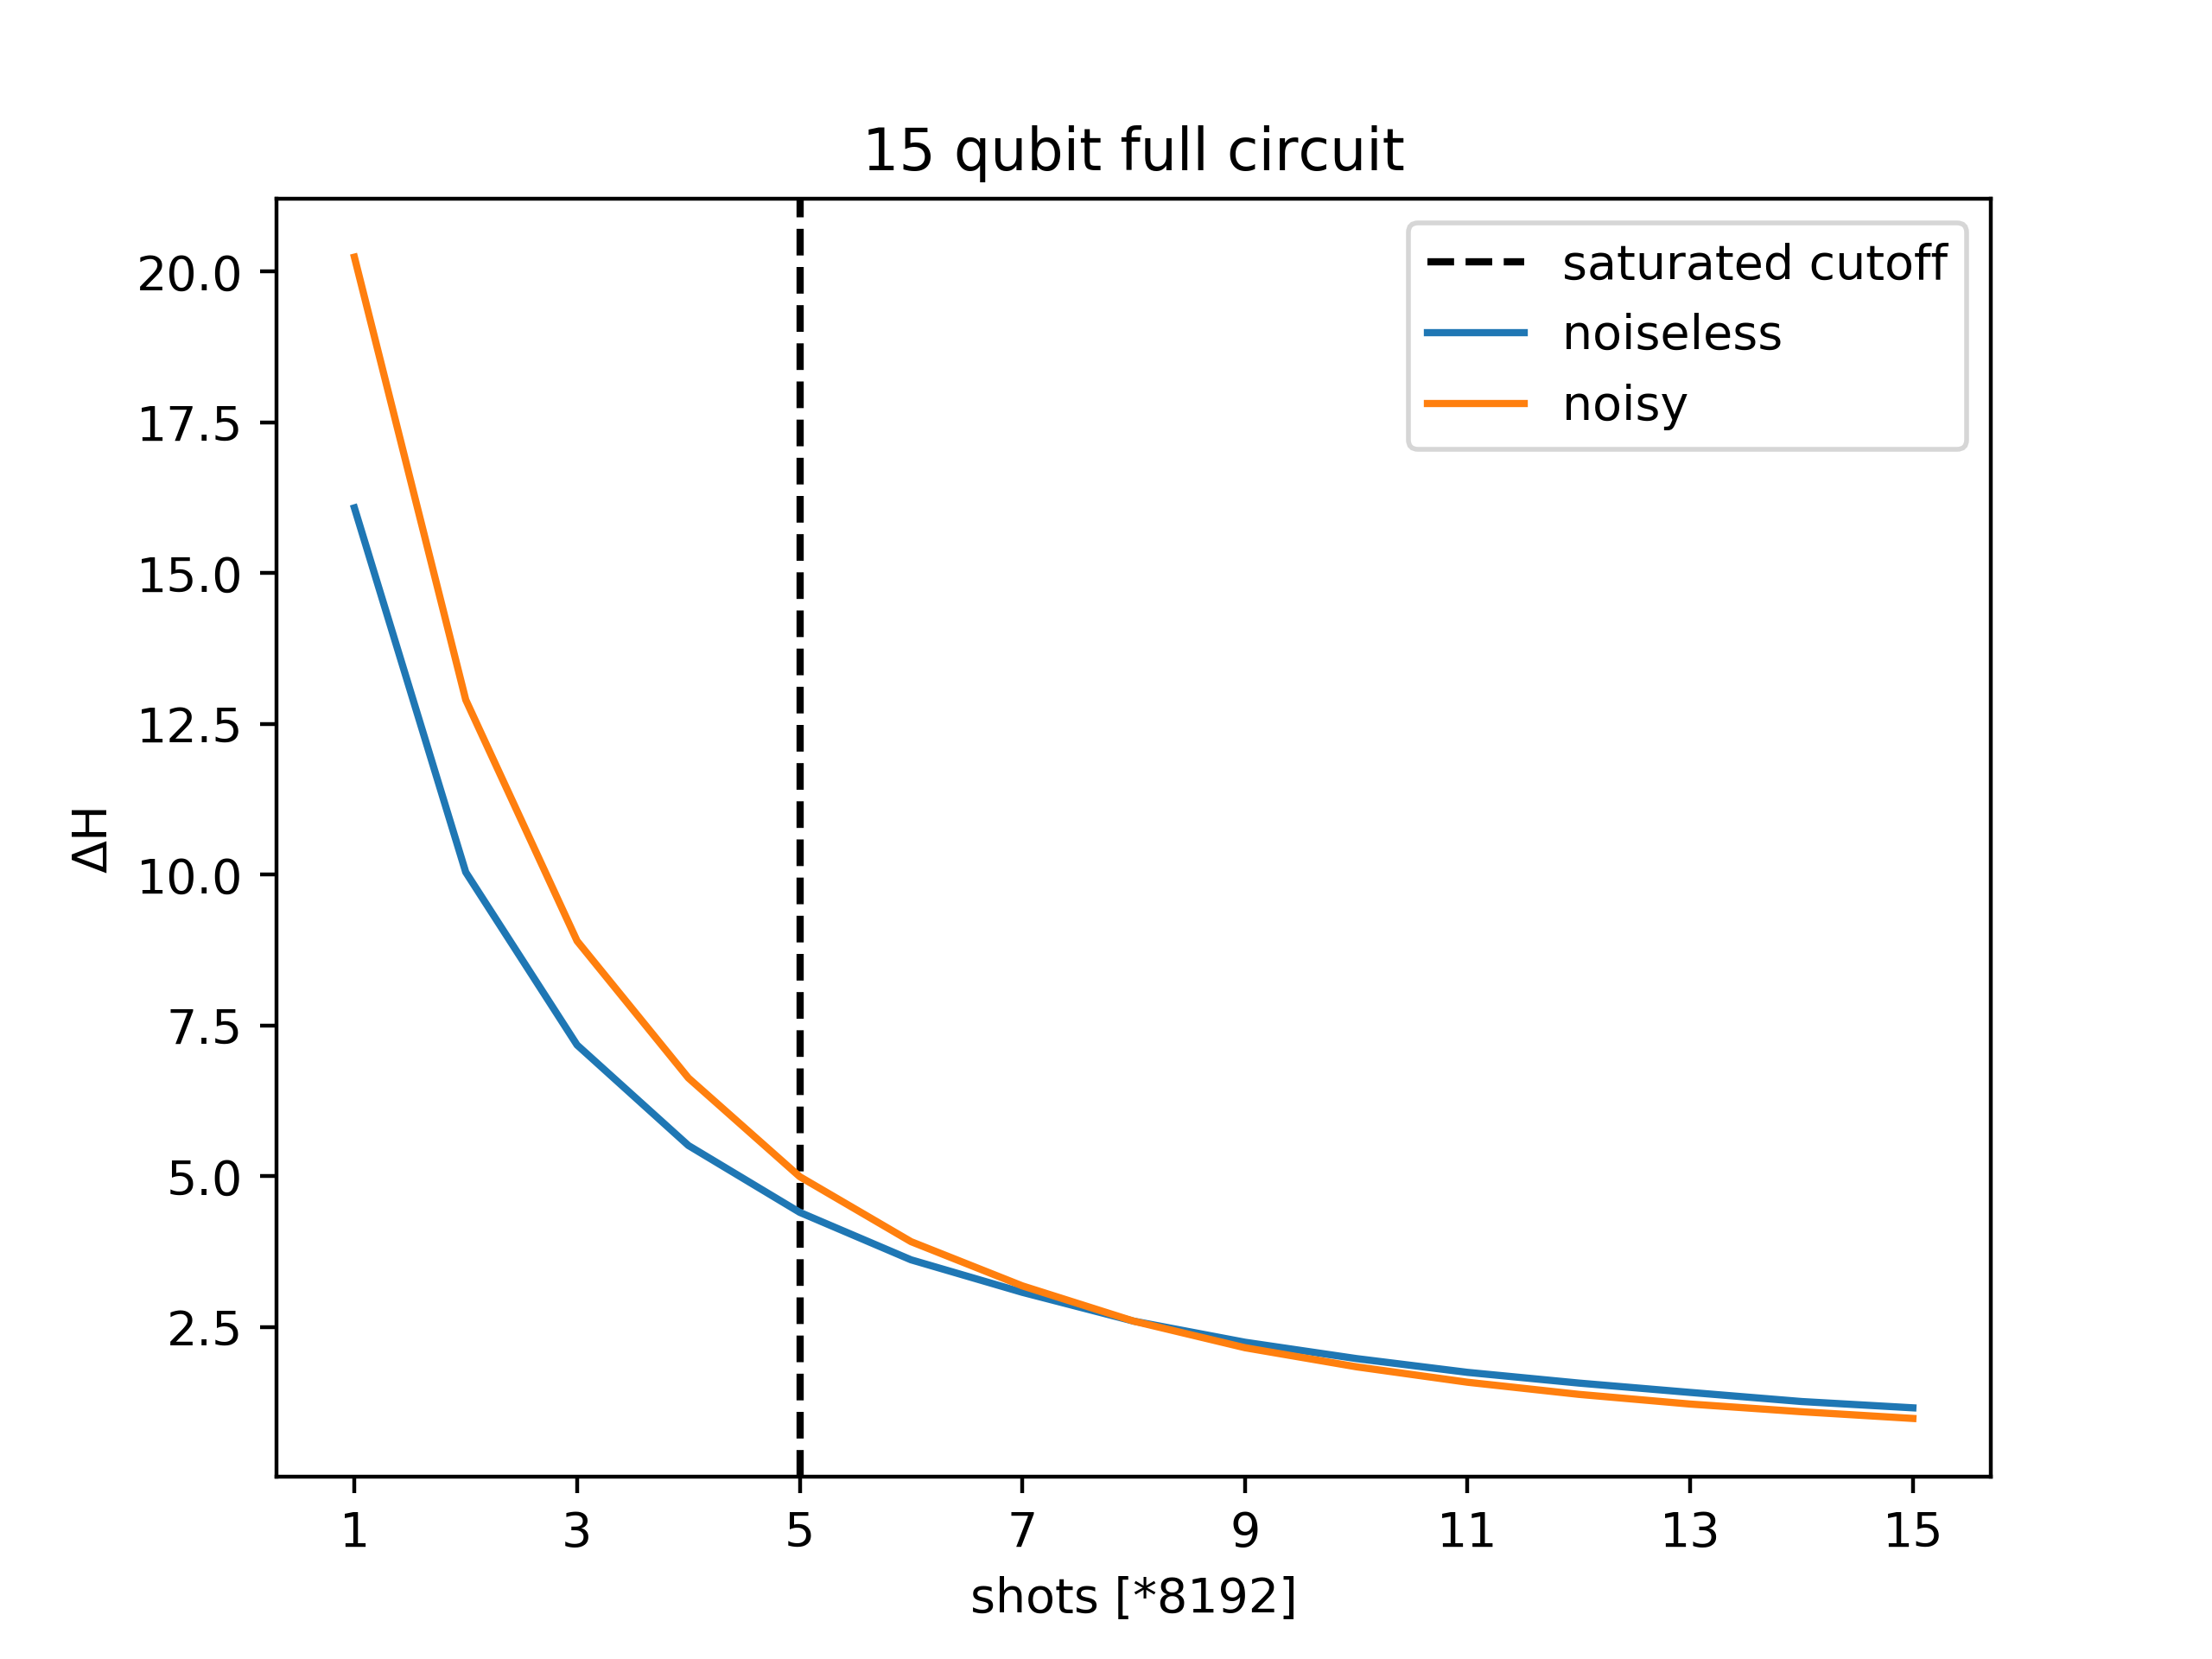 15 qubit full circuit
saturated cutoff
noiseless
noisy
20.0
17.5
15.0
12.5
10.0
7.5
5.0
2.5
ΔH
1 3 5 7 9 11 13 15
shots [*8192]